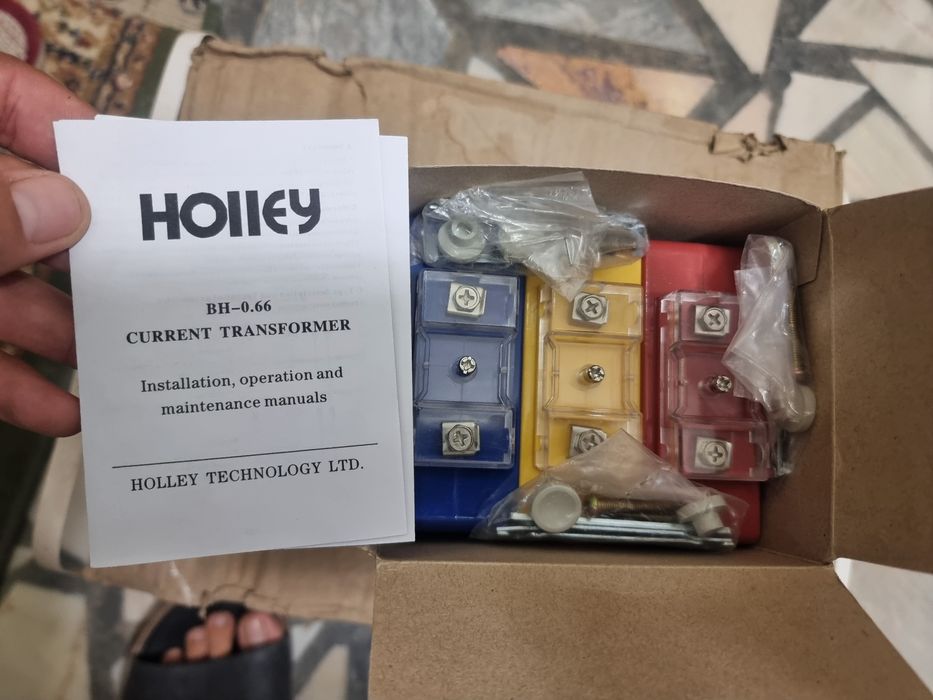 HOLLEY
BH-0.66
CURRENT TRANSFORMER
Installation, operation and
maintenance manuals
HOLLEY TECHNOLOGY LTD.